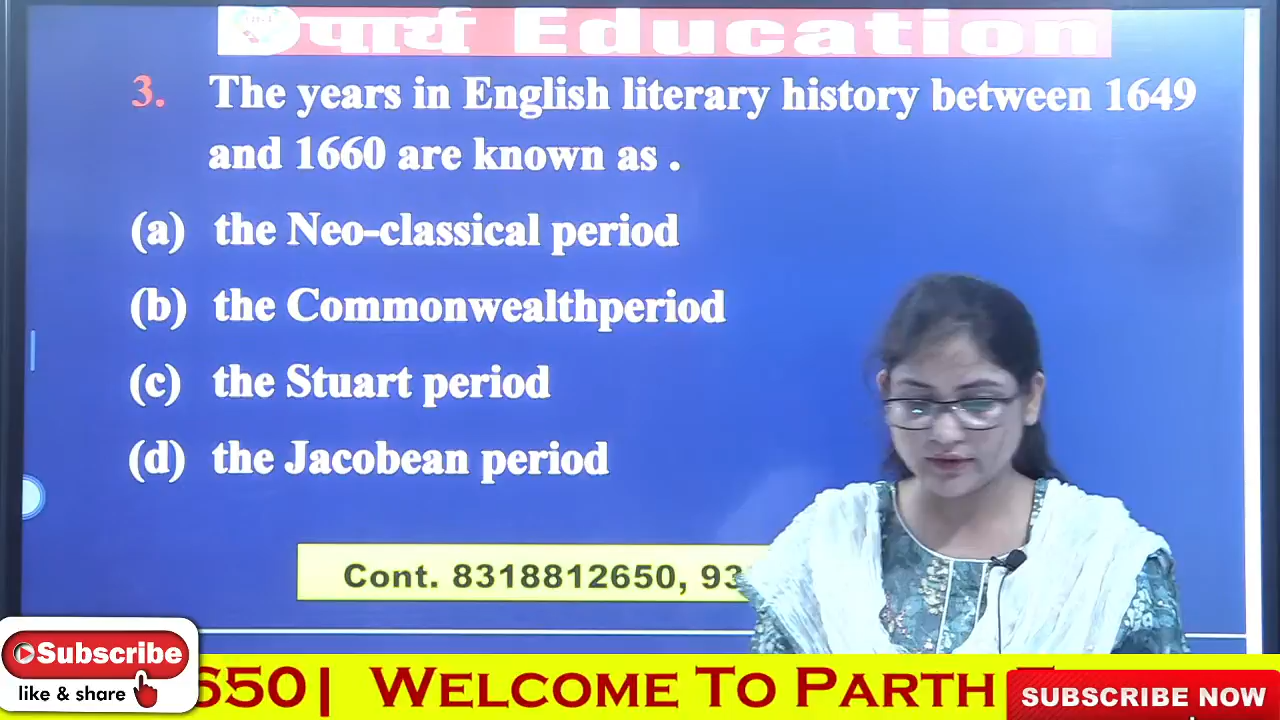 पार्थ Education
3. The years in English literary history between 1649
and 1660 are known as .
(a) the Neo-classical period
(b) the Commonwealthperiod
(c) the Stuart period
(d) the Jacobean period
Cont. 8318812650, 93
Subscribe
like & share
650| WELCOME TO PARTH
SUBSCRIBE NOW